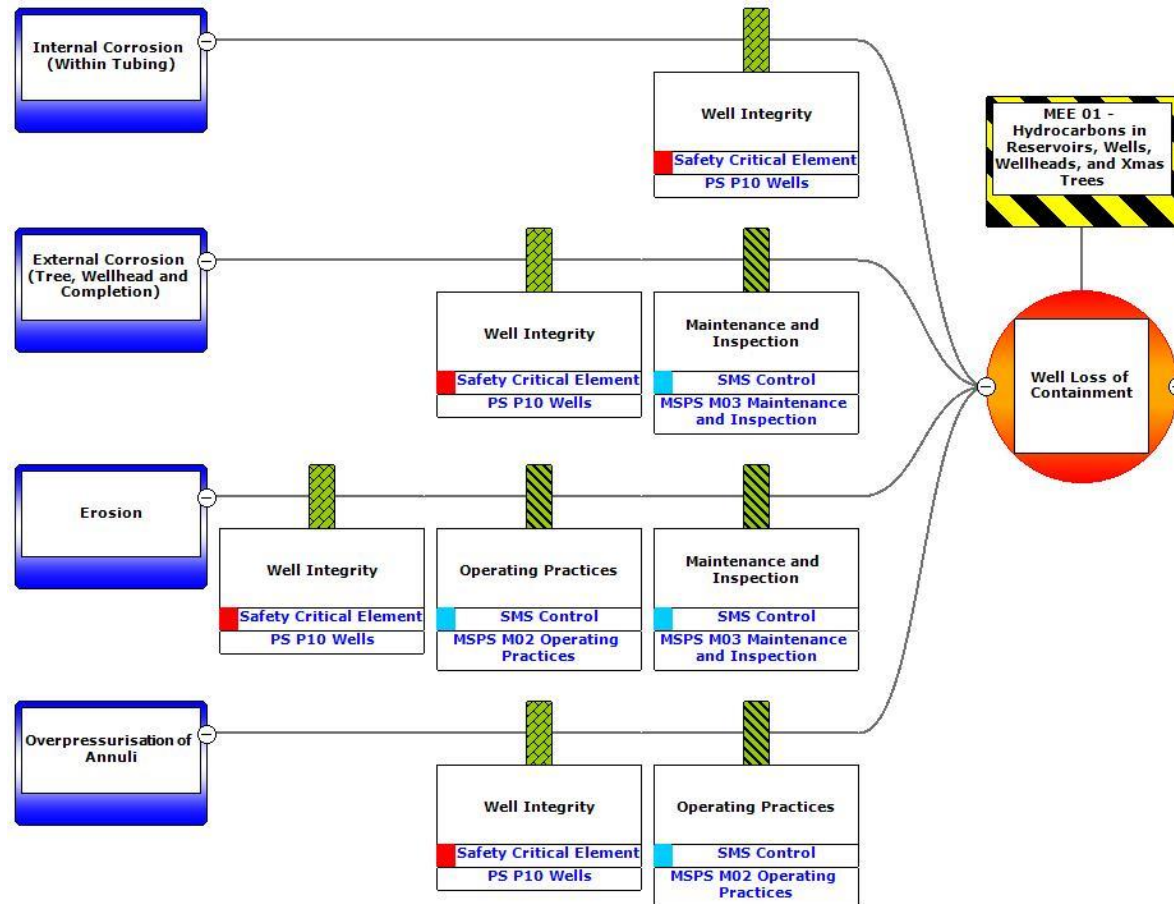 Internal Corrosion
(Within Tubing)
Well Integrity
Safety Critical Element
PS P10 Wells
MEE 01 -
Hydrocarbons in
Reservoirs, Wells,
Wellheads, and Xmas
Trees
External Corrosion
(Tree, Wellhead and
Completion)
Well Integrity
Safety Critical Element
PS P10 Wells
Maintenance and
Inspection
SMS Control
MSPS M03 Maintenance
and Inspection
Well Loss of
Containment
Erosion
Well Integrity
Safety Critical Element
PS P10 Wells
Operating Practices
SMS Control
MSPS M02 Operating
Practices
Maintenance and
Inspection
SMS Control
MSPS M03 Maintenance
and Inspection
Overpressurisation of
Annuli
Well Integrity
Safety Critical Element
PS P10 Wells
Operating Practices
SMS Control
MSPS M02 Operating
Practices